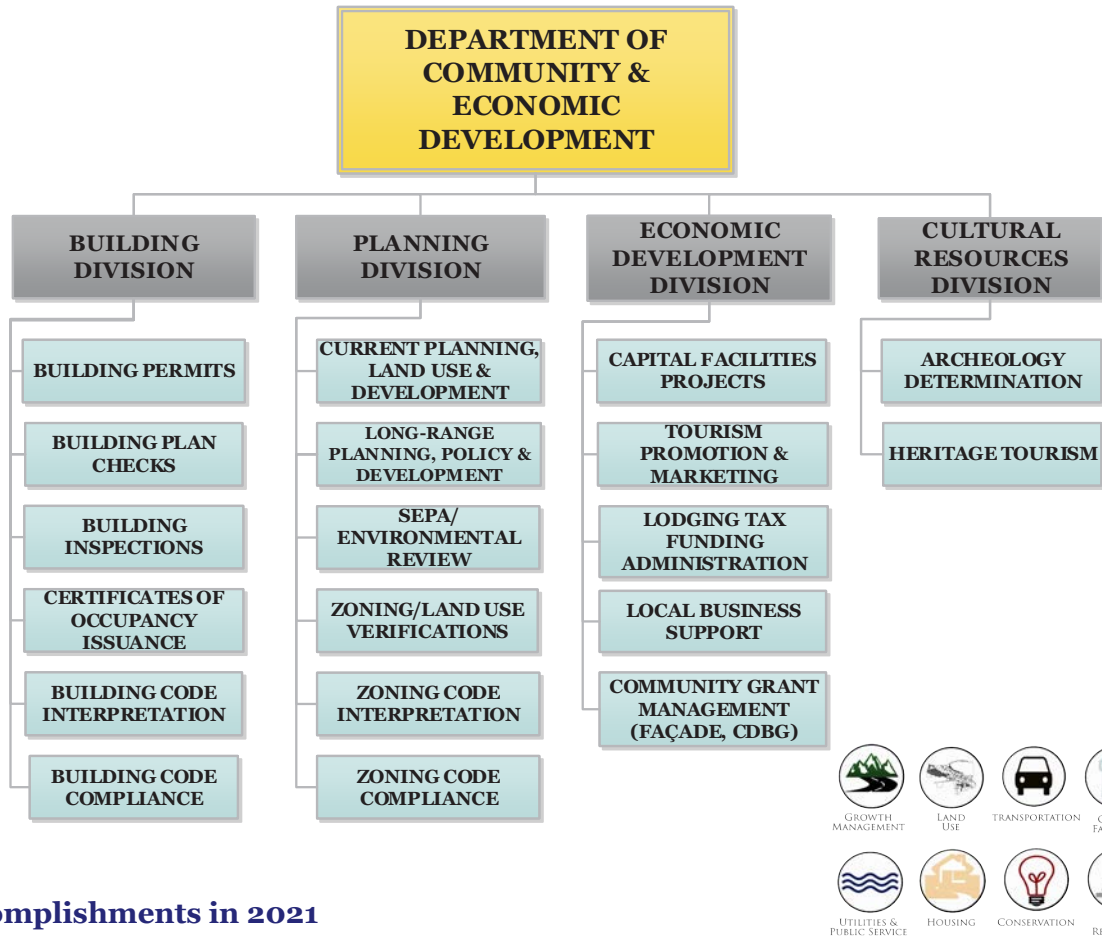 DEPARTMENT OF
COMMUNITY &
ECONOMIC
DEVELOPMENT
BUILDING
DIVISION
BUILDING PERMITS
BUILDING PLAN
CHECKS
BUILDING
INSPECTIONS
CERTIFICATES OF
OCCUPANCY
ISSUANCE
BUILDING CODE
INTERPRETATION
BUILDING CODE
COMPLIANCE
PLANNING
DIVISION
CURRENT PLANNING,
LAND USE &
DEVELOPMENT
LONG-RANGE
PLANNING, POLICY &
DEVELOPMENT
SEPA/
ENVIRONMENTAL
REVIEW
ZONING/LAND USE
VERIFICATIONS
ZONING CODE
INTERPRETATION
ZONING CODE
COMPLIANCE
ECONOMIC
DEVELOPMENT
DIVISION
CAPITAL FACILITIES
PROJECTS
TOURISM
PROMOTION &
MARKETING
LODGING TAX
FUNDING
ADMINISTRATION
LOCAL BUSINESS
SUPPORT
COMMUNITY GRANT
MANAGEMENT
(FAÇADE, CDBG)
CULTURAL
RESOURCES
DIVISION
ARCHEOLOGY
DETERMINATION
HERITAGE TOURISM
GROWTH
MANAGEMENT
LAND
USE
TRANSPORTATION
UTILITIES &
PUBLIC SERVICE
HOUSING
CONSERVATION
omplishments in 2021